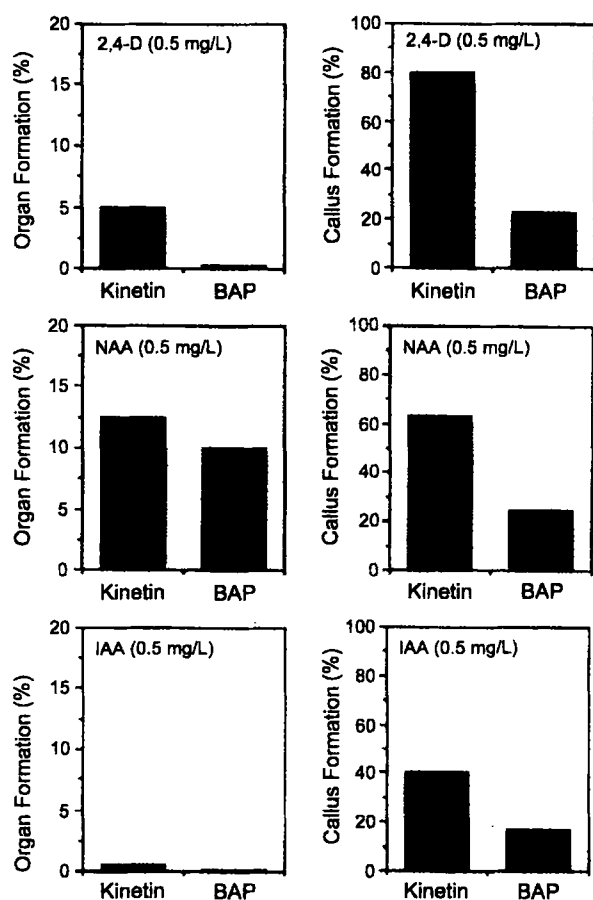 Organ Formation (%)
20
15
10
5
0
2,4-D (0.5 mg/L)
Kinetin BAP
Callus Formation (%)
100
80
60
40
20
0
2,4-D (0.5 mg/L)
Kinetin BAP
Organ Formation (%)
20
15
10
5
0
NAA (0.5 mg/L)
Kinetin BAP
Callus Formation (%)
100
80
60
40
20
0
NAA (0.5 mg/L)
Kinetin BAP
Organ Formation (%)
20
15
10
5
0
IAA (0.5 mg/L)
Kinetin BAP
Callus Formation (%)
100
80
60
40
20
0
IAA (0.5 mg/L)
Kinetin BAP